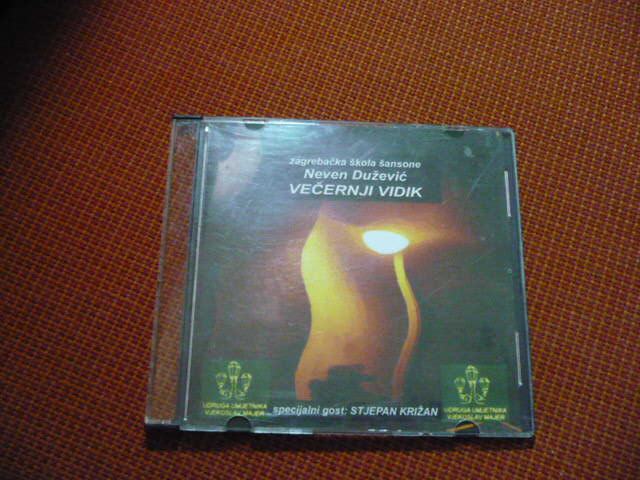 zagrebačka škola šansone
Neven Dužević
VEČERNJI VIDIK
UDRUGA UMJETNIKA
VJEKOSLAV MAJER
specijalni gost: STJEPAN KRIŽAN
UDRUGA UMJETNIKA
VJEKOSLAV MAJER